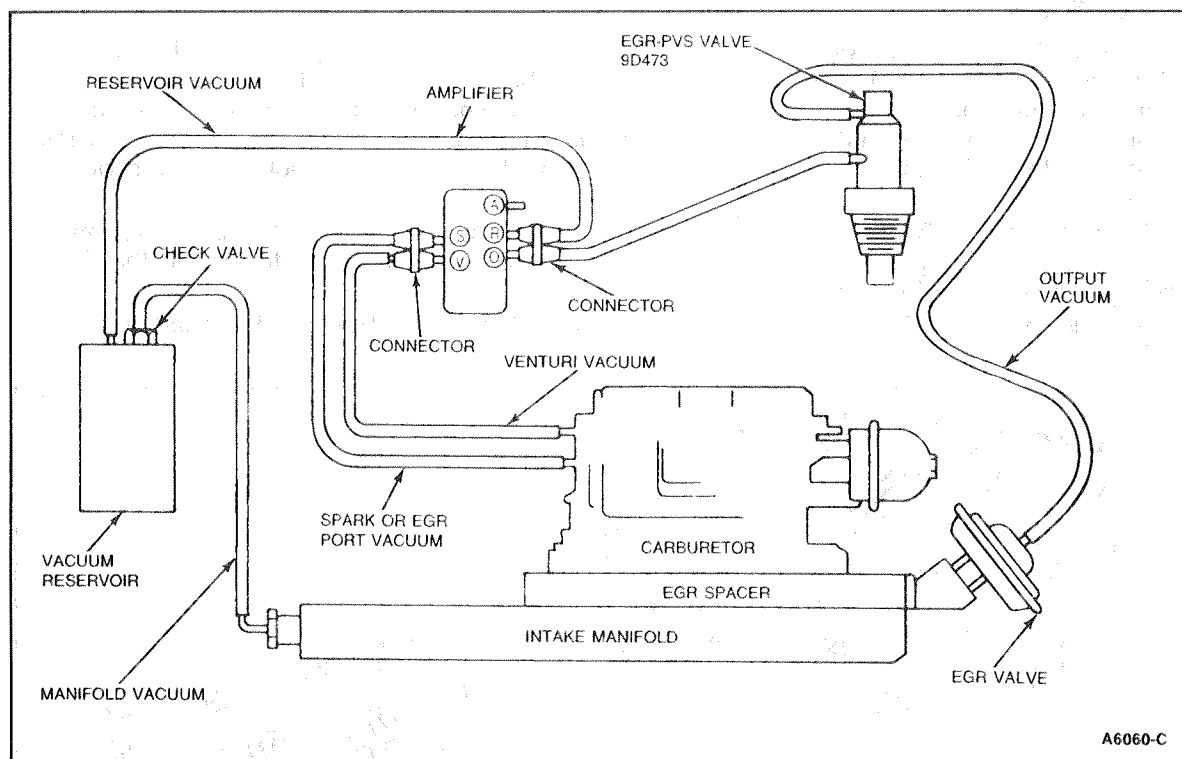 EGR-PVS VALVE
9D473
RESERVOIR VACUUM
AMPLIFIER
A
S
R
V
O
CHECK VALVE
CONNECTOR
CONNECTOR
OUTPUT
VACUUM
VENTURI VACUUM
SPARK OR EGR
PORT VACUUM
CARBURETOR
VACUUM
RESERVOIR
EGR SPACER
INTAKE MANIFOLD
MANIFOLD VACUUM
EGR VALVE
A6060-C